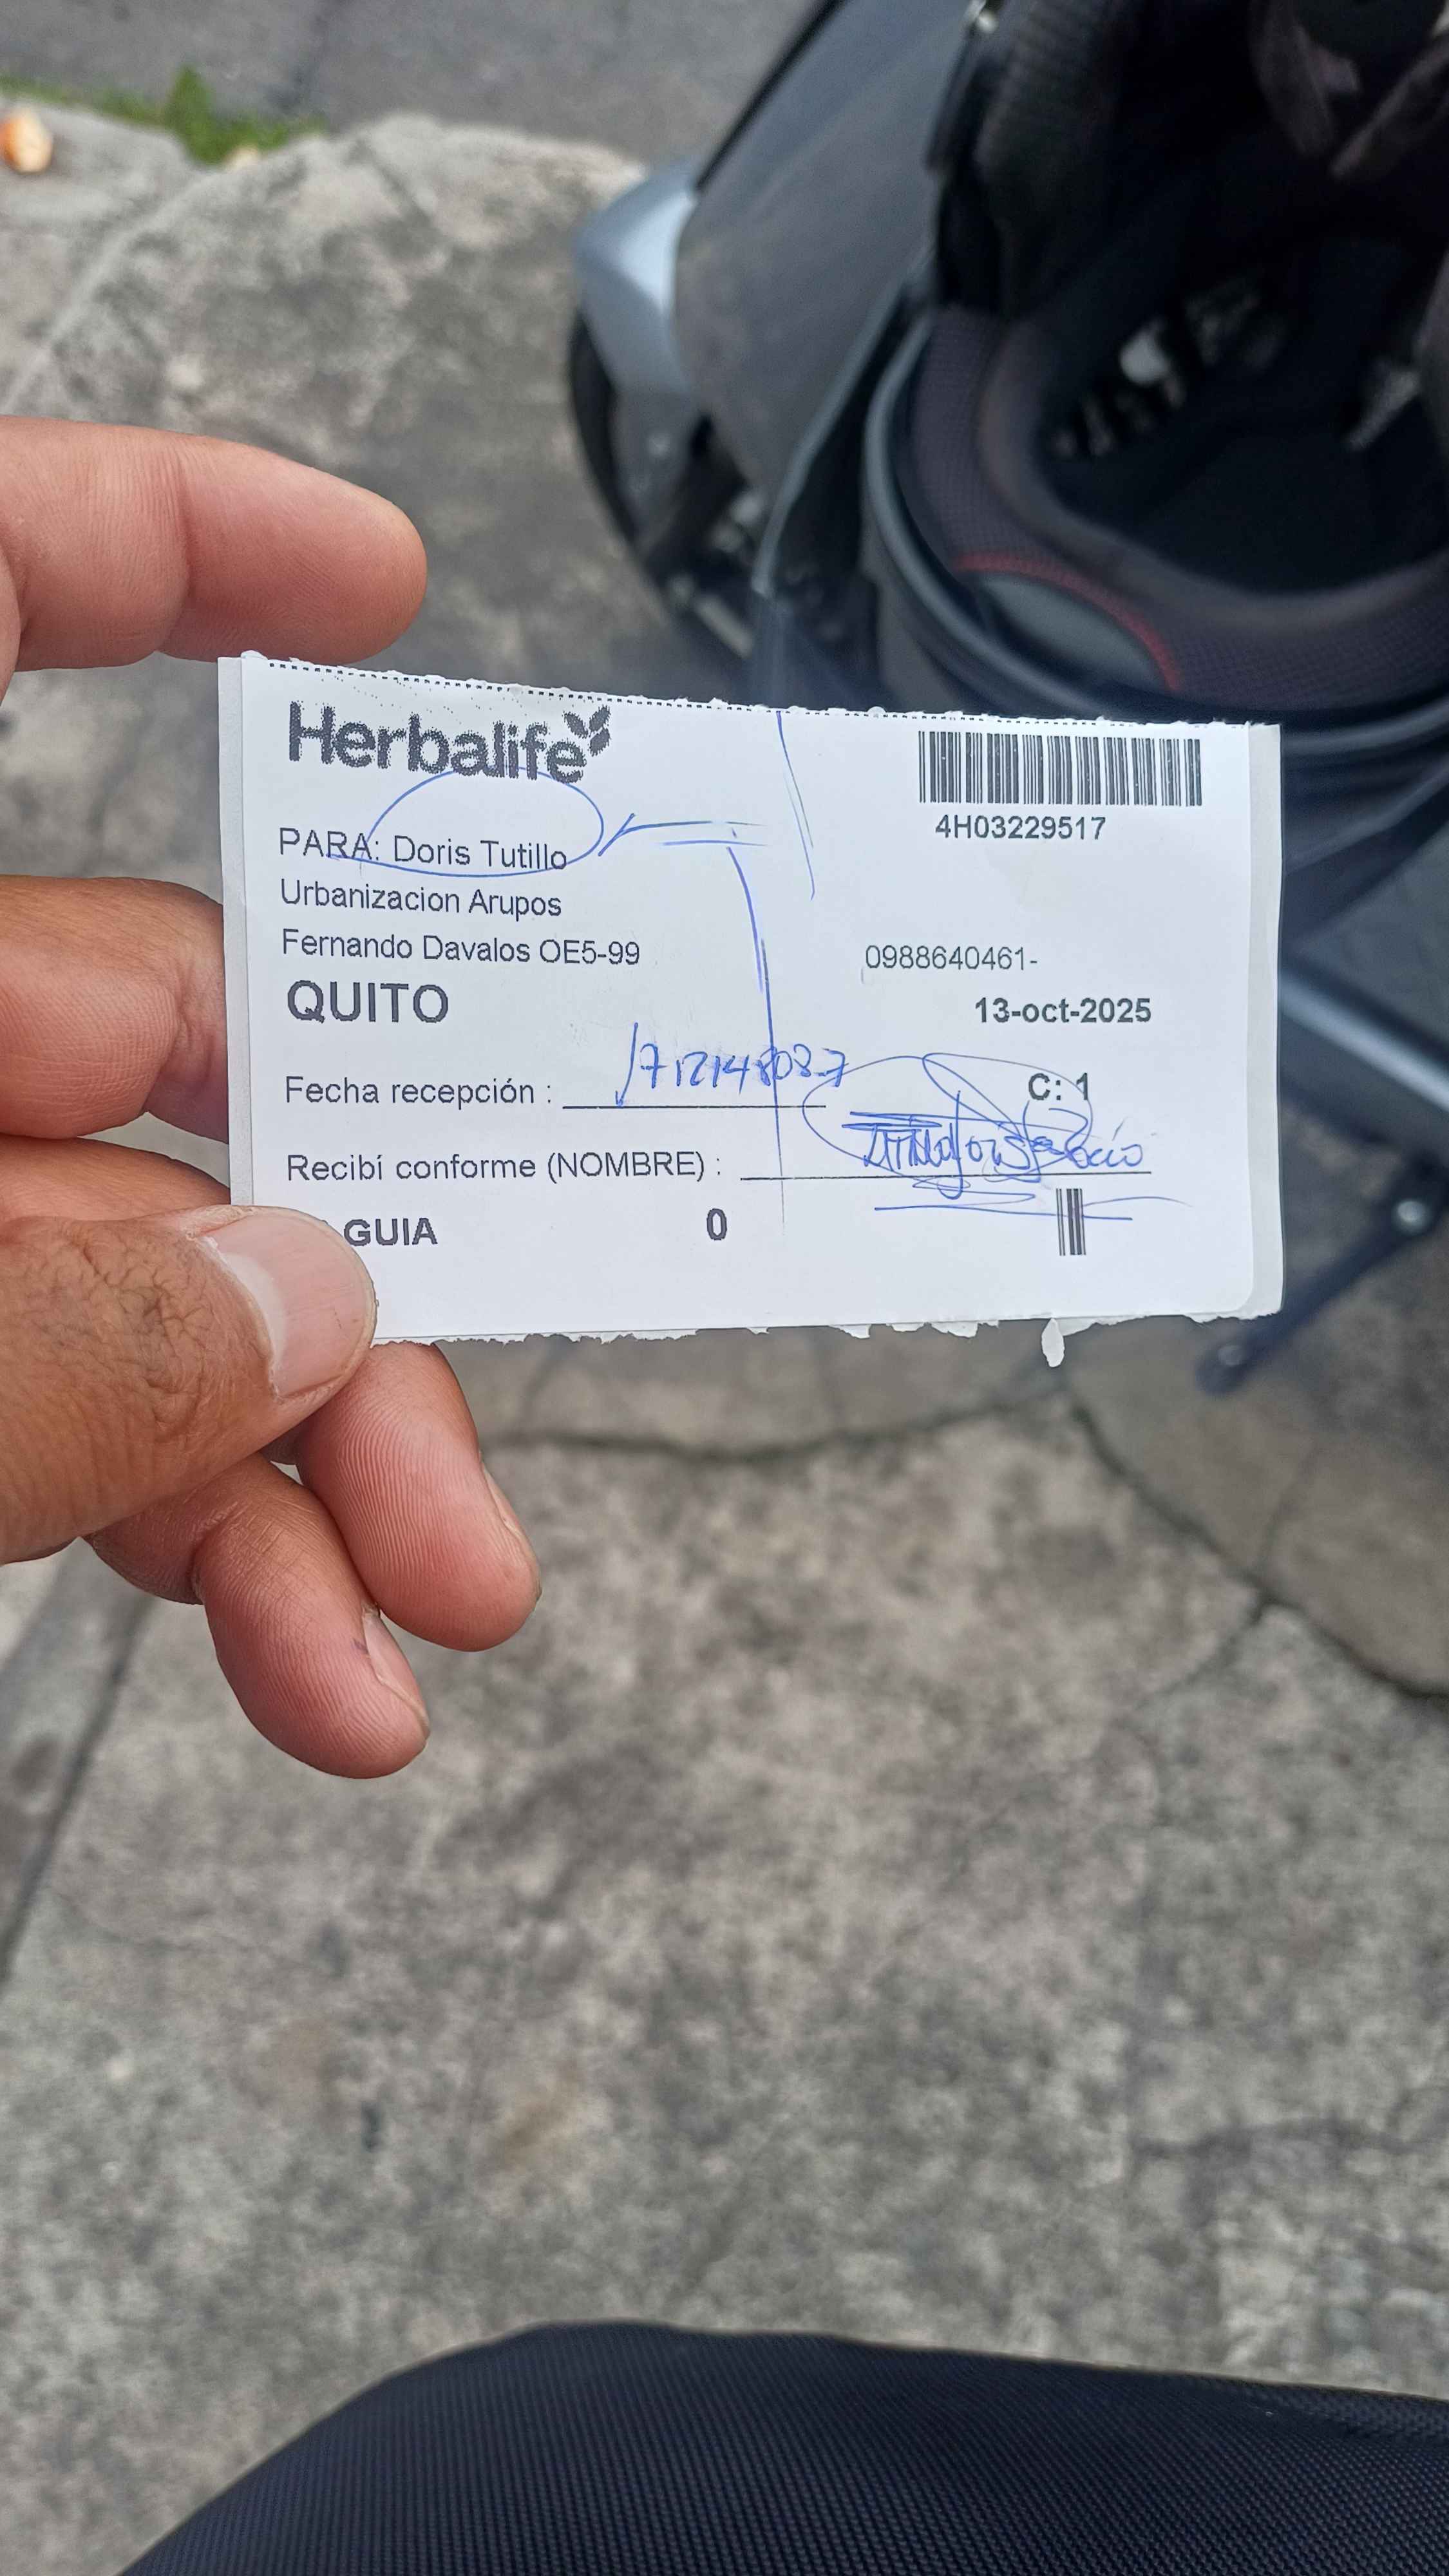 Herbalife
4H03229517
PARA: Doris Tutillo
Urbanizacion Arupos
Fernando Davalos OE5-99
0988640461-
QUITO
13-oct-2025
Fecha recepción : 1712148087
C: 1
Recibí conforme (NOMBRE) :
GUIA 0